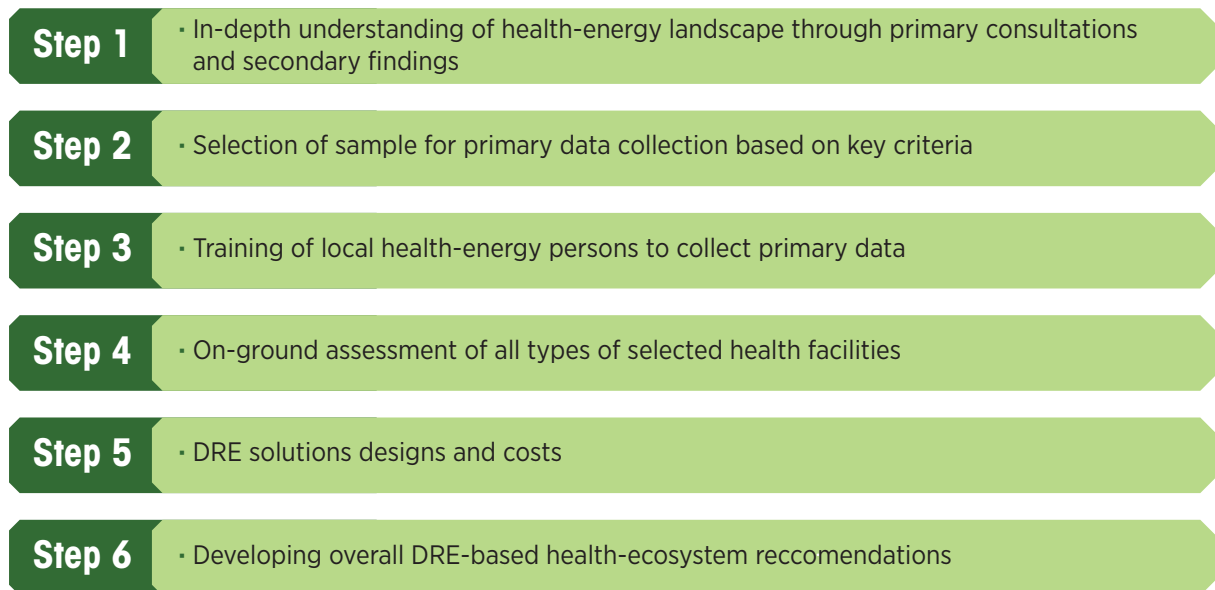 Step 1
· In-depth understanding of health-energy landscape through primary consultations
and secondary findings
Step 2
· Selection of sample for primary data collection based on key criteria
Step 3
· Training of local health-energy persons to collect primary data
Step 4
· On-ground assessment of all types of selected health facilities
Step 5
· DRE solutions designs and costs
Step 6
· Developing overall DRE-based health-ecosystem reccomendations